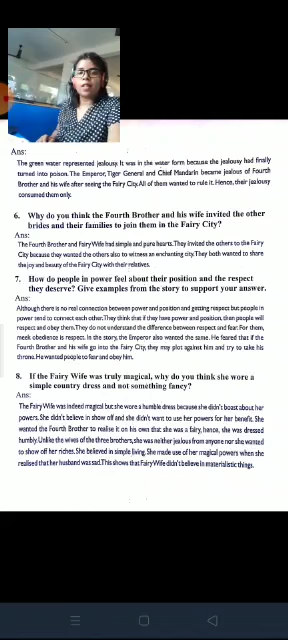 Ans:
The green water represented jealousy. It was in the water form because the jealousy had finally
turned into poison. The Emperor, Tiger General and Chief Mandarin became jealous of Fourth
Brother and his wife after seeing the Fairy City. All of them wanted to rule it. Hence, their jealousy
consumed them only.
6. Why do you think the Fourth Brother and his wife invited the other
brides and their families to join them in the Fairy City?
Ans:
The Fourth Brother and Fairy Wife had simple and pure hearts. They invited the others to the Fairy
City because they wanted the others also to witness an enchanting city. They both wanted to share
the joy and beauty of the Fairy City with their relatives.
7. How do people in power feel about their position and the respect
they deserve? Give examples from the story to support your answer.
Ans:
Although there is no real connection between power and position and getting respect but people in
power tend to connect each other. They think that if they have power and position, then people will
respect and obey them. They do not understand the difference between respect and fear. For them,
meek obedience is respect. In the story, the Emperor also wanted the same. He feared that if the
Fourth Brother and his wife go into the Fairy City, they may plot against him and try to take his
throne. He wanted people to fear and obey him.
8. If the Fairy Wife was truly magical, why do you think she wore a
simple country dress and not something fancy?
Ans:
The Fairy Wife was indeed magical but she wore a humble dress because she didn't boast about her
powers. She didn't believe in show off and she didn't want to use her powers for her benefit. She
wanted the Fourth Brother to realise it on his own that she was a fairy, hence, she was dressed
humbly. Unlike the wives of the three brothers, she was neither jealous from anyone nor she wanted
to show off her riches. She believed in simple living. She made use of her magical powers when she
realised that her husband was sad. This shows that Fairy Wife didn't believe in materialistic things.